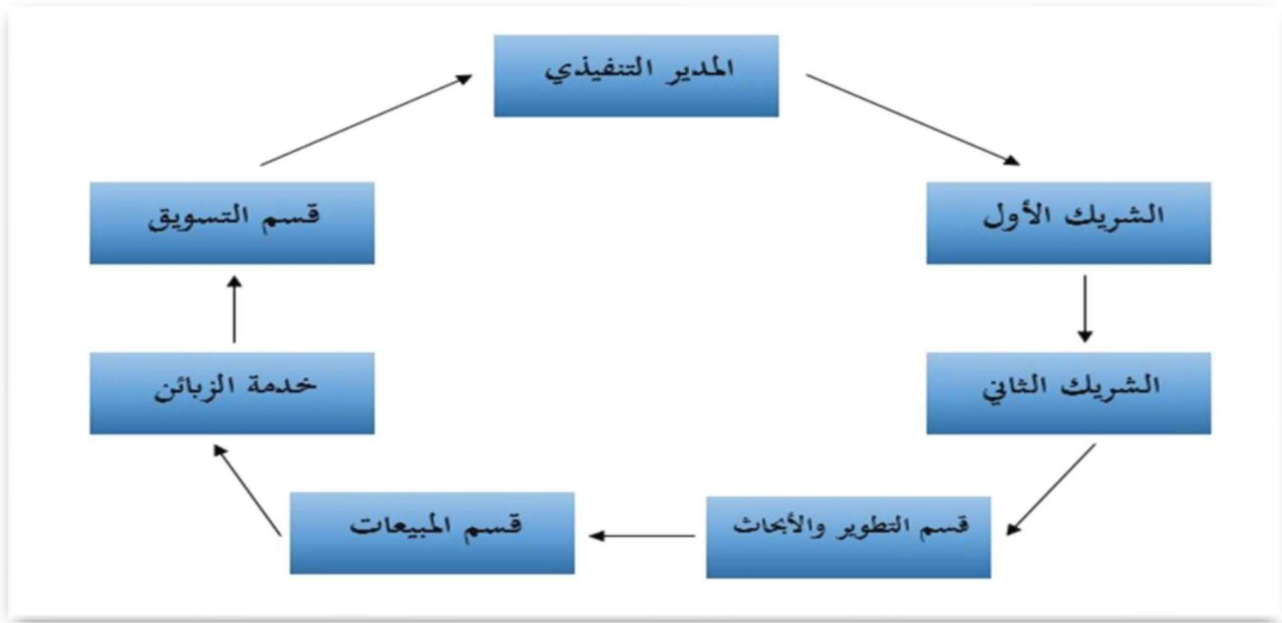 المدير التنفيذي
الشريك الأول
الشريك الثاني
قسم التطوير والأبحاث
قسم المبيعات
خدمة الزبائن
قسم التسويق